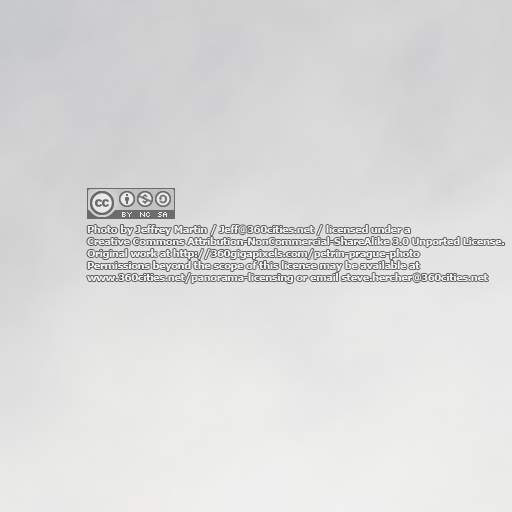 cc
BY NC SA
Photo by Jeffrey Martin / Jeff@360cities.net / licensed under a
Creative Commons Attribution-NonCommercial-ShareAlike 3.0 Unported License.
Original work at http://360gigapixels.com/petrin-prague-photo
Permissions beyond the scope of this license may be available at
www.360cities.net/panorama-licensing or email steve.hercher@360cities.net